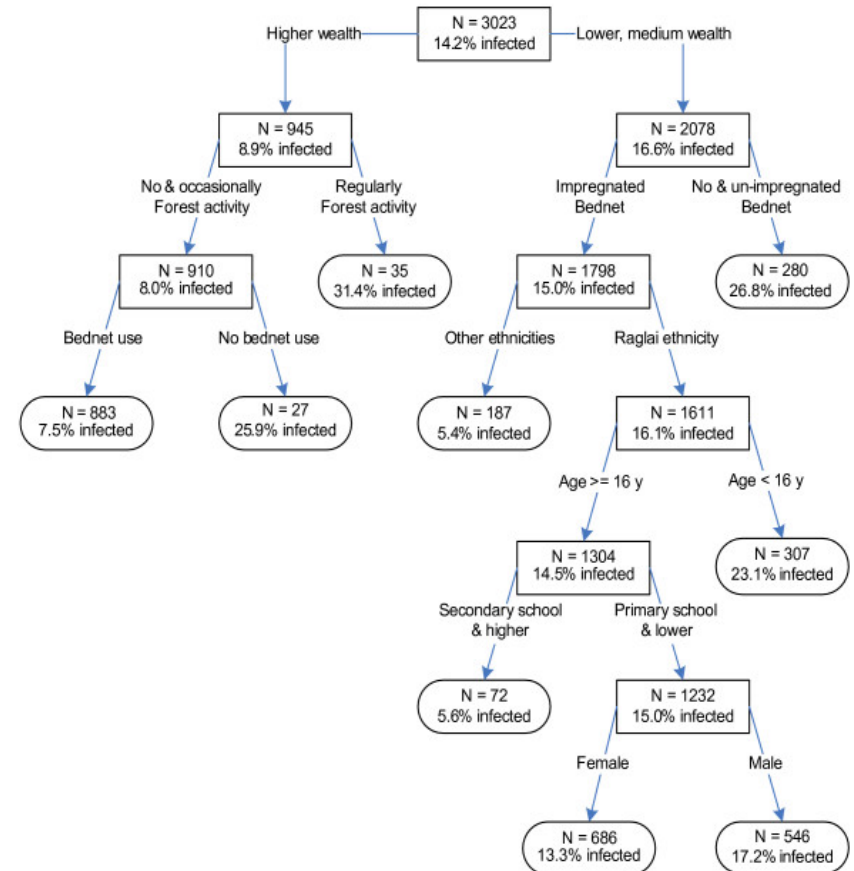 N = 3023
14.2% infected
Higher wealth
Lower, medium wealth
N = 945
8.9% infected
N = 2078
16.6% infected
No & occasionally
Forest activity
Regularly
Forest activity
Impregnated
Bednet
No & un-impregnated
Bednet
N = 910
8.0% infected
N = 35
31.4% infected
N = 1798
15.0% infected
N = 280
26.8% infected
Bednet use
No bednet use
Other ethnicities
Raglai ethnicity
N = 883
7.5% infected
N = 27
25.9% infected
N = 187
5.4% infected
N = 1611
16.1% infected
Age >= 16 y
Age < 16 y
N = 1304
14.5% infected
N = 307
23.1% infected
Secondary school
& higher
Primary school
& lower
N = 72
5.6% infected
N = 1232
15.0% infected
Female
Male
N = 686
13.3% infected
N = 546
17.2% infected